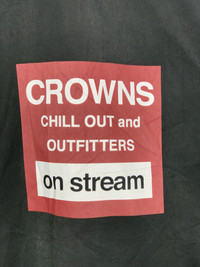 CROWNS
CHILL OUT and
OUTFITTERS
on stream